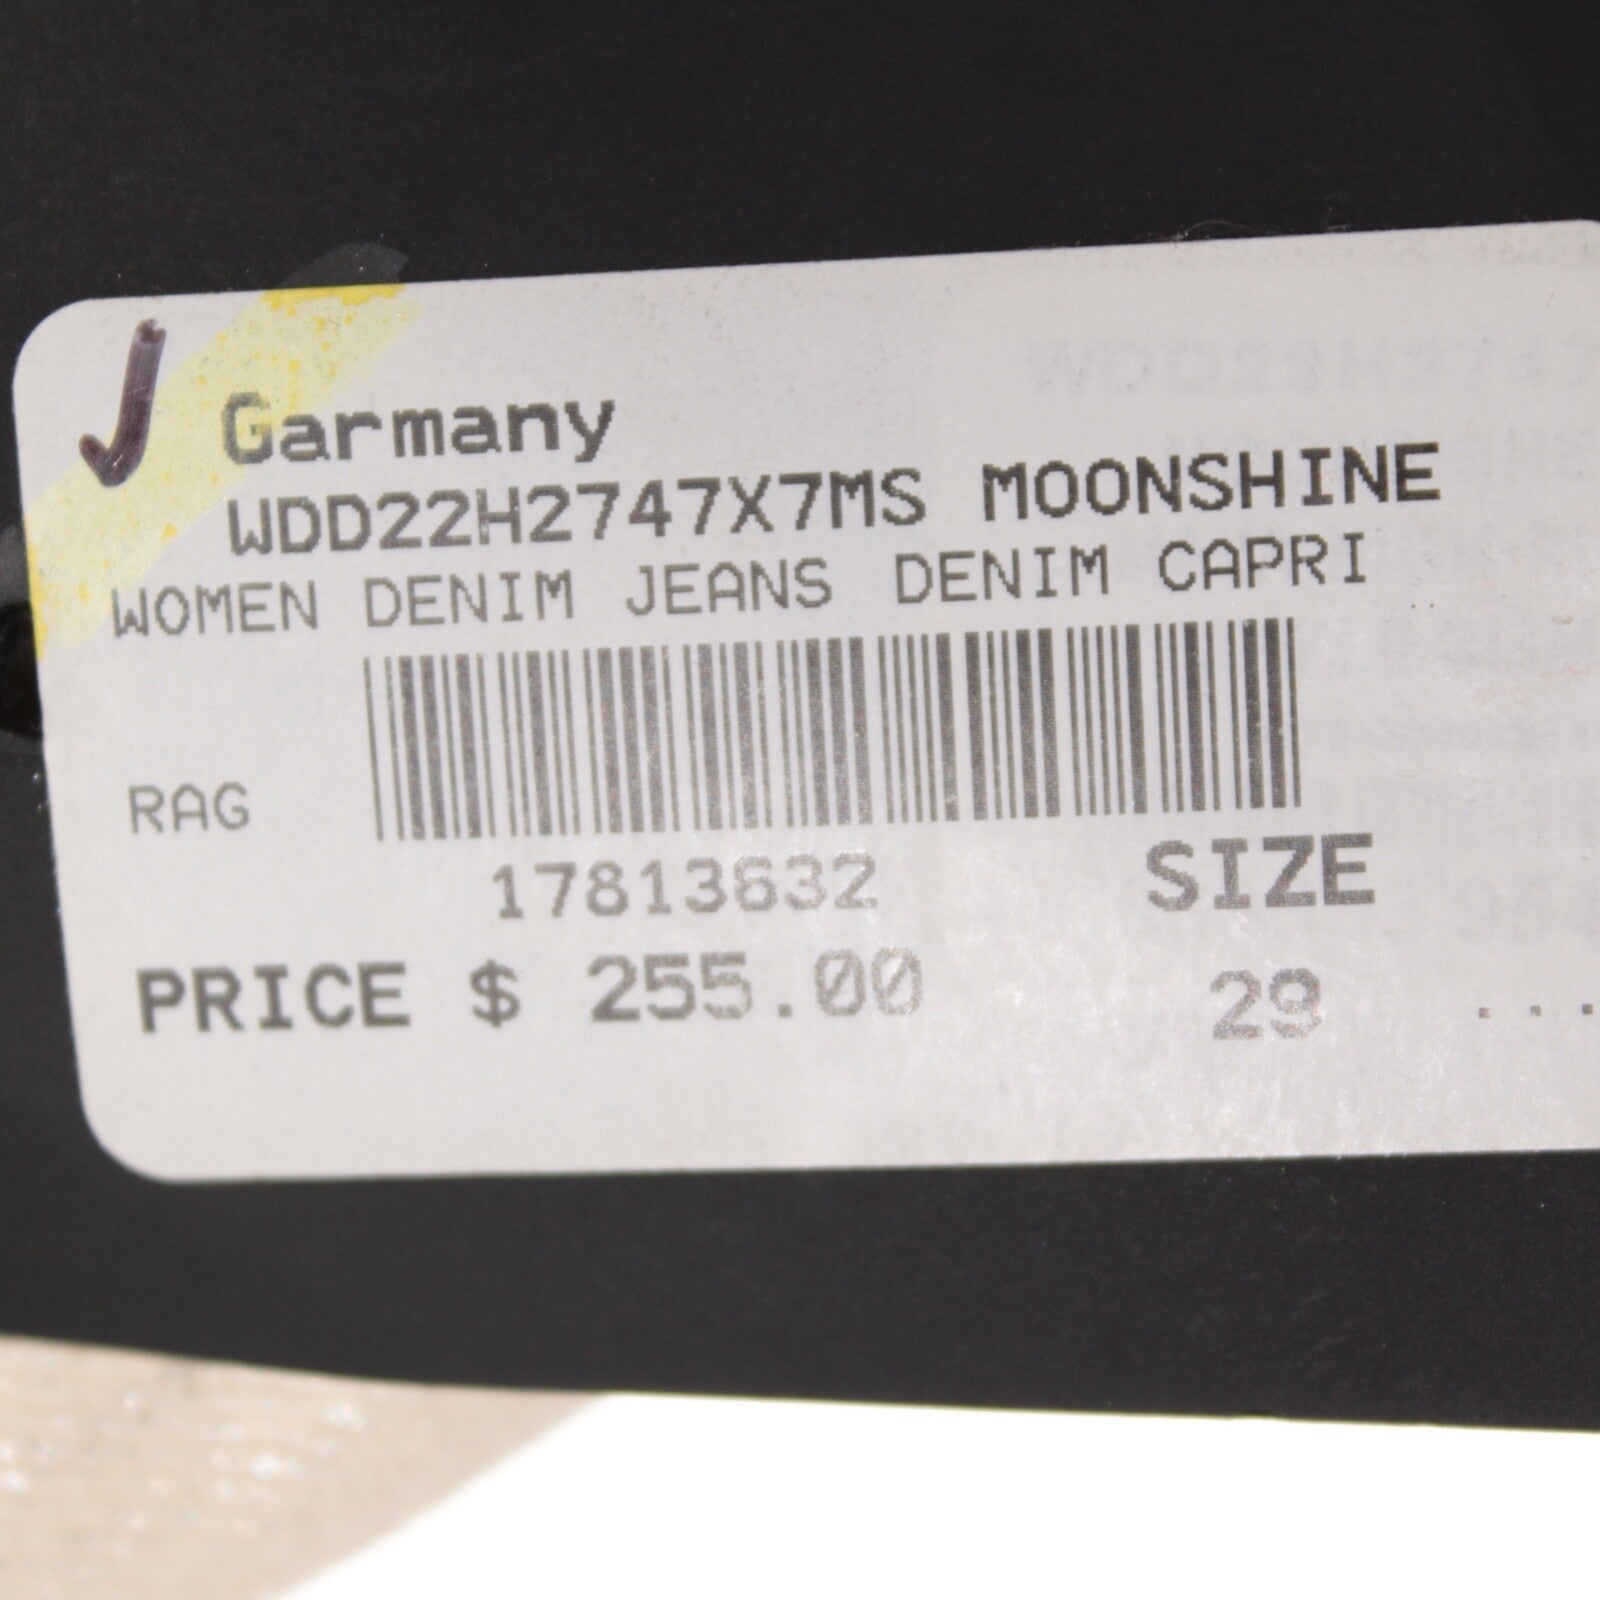 Garmany
WDD22H2747X7MS MOONSHINE
WOMEN DENIM JEANS DENIM CAPRI
RAG
17813632 SIZE
PRICE $ 255.00 29 ...